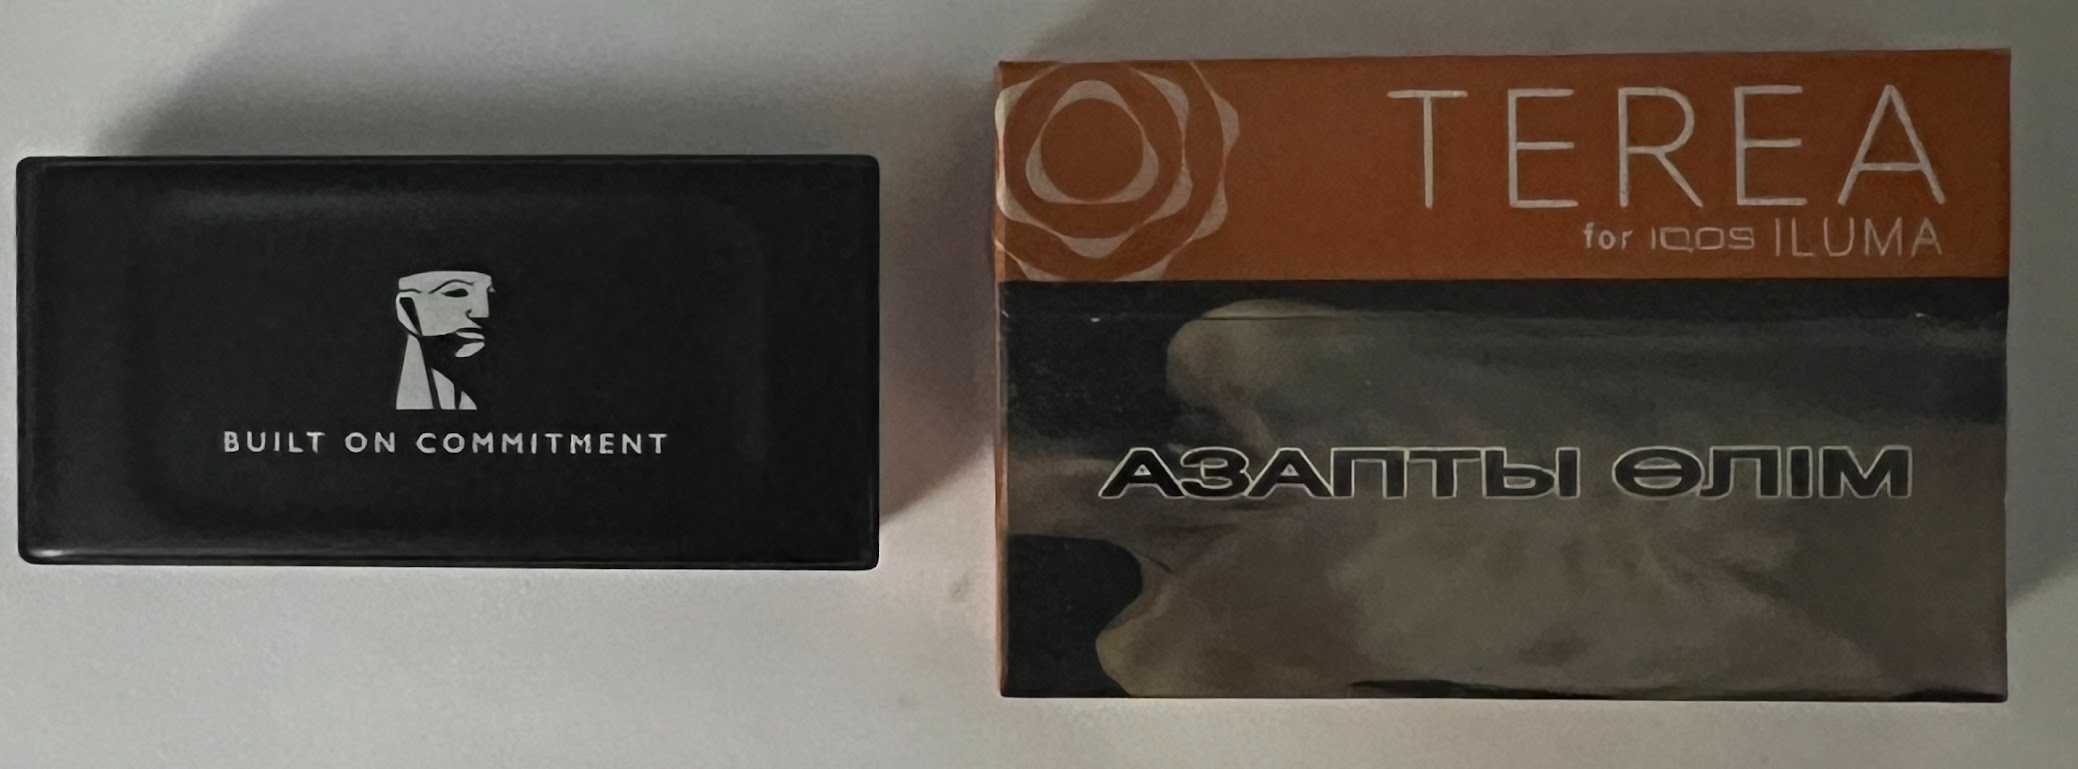 BUILT ON COMMITMENT
TEREA
for IQOS ILUMA
АЗАПТЫ ӨЛІМ